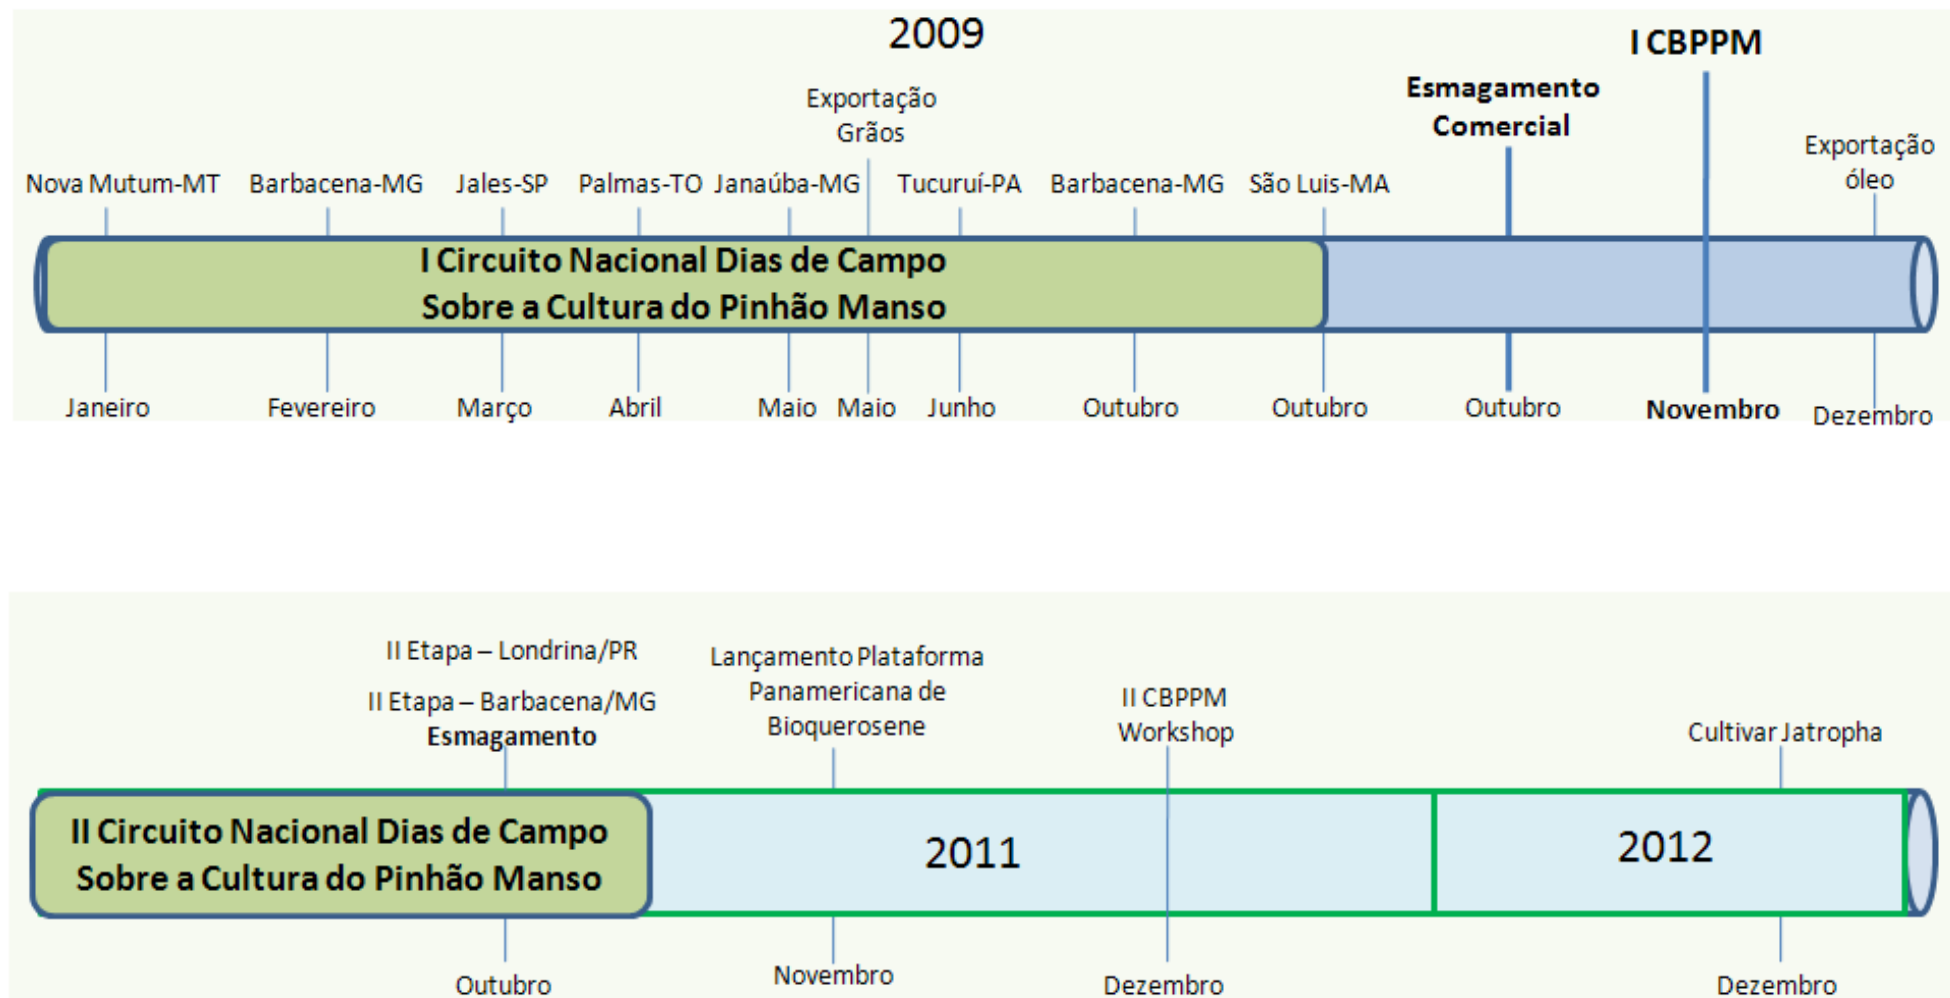 2009
I CBPPM
Esmagamento
Comercial
Exportação
Grãos
Exportação
óleo
Nova Mutum-MT
Barbacena-MG
Jales-SP
Palmas-TO
Janaúba-MG
Tucuruí-PA
Barbacena-MG
São Luis-MA
I Circuito Nacional Dias de Campo
Sobre a Cultura do Pinhão Manso
Janeiro
Fevereiro
Março
Abril
Maio
Maio
Junho
Outubro
Outubro
Outubro
Novembro
Dezembro
II Etapa – Londrina/PR
II Etapa – Barbacena/MG
Esmagamento
Lançamento Plataforma
Panamericana de
Bioquerosene
II CBPPM
Workshop
Cultivar Jatropha
II Circuito Nacional Dias de Campo
Sobre a Cultura do Pinhão Manso
2011
2012
Outubro
Novembro
Dezembro
Dezembro